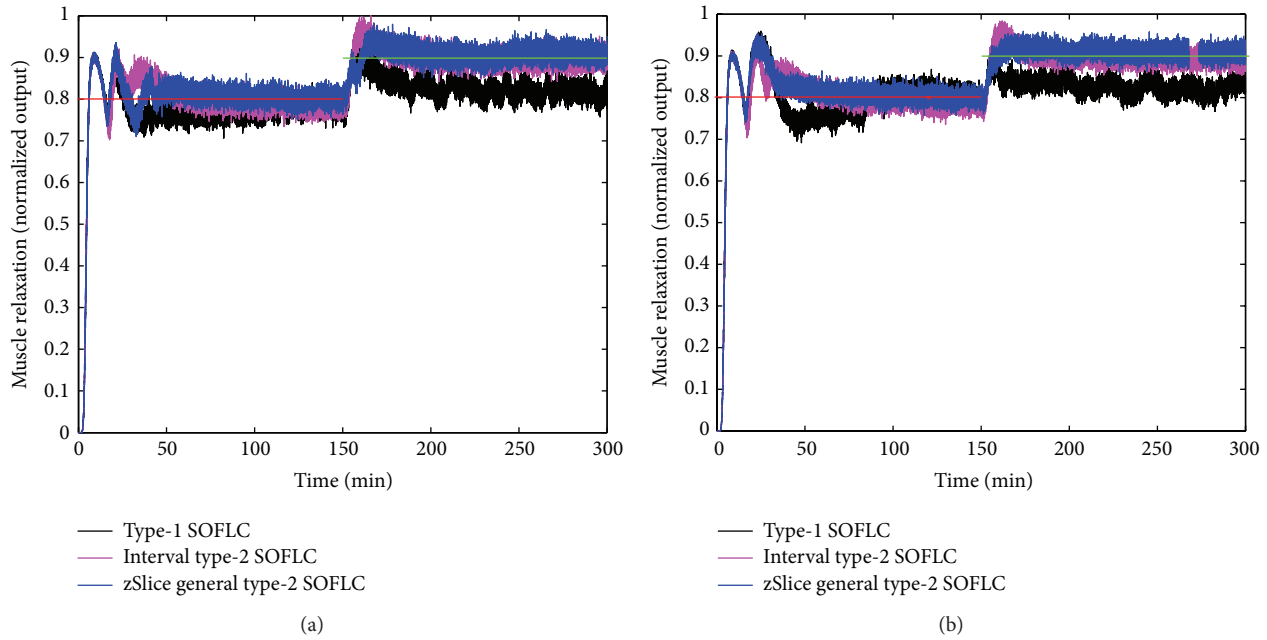 1
0.9
0.8
0.7
0.6
0.5
0.4
0.3
0.2
0.1
0
Muscle relaxation (normalized output)
0 50 100 150 200 250 300
Time (min)
Type-1 SOFLC
Interval type-2 SOFLC
zSlice general type-2 SOFLC
(a)
1
0.9
0.8
0.7
0.6
0.5
0.4
0.3
0.2
0.1
0
Muscle relaxation (normalized output)
0 50 100 150 200 250 300
Time (min)
Type-1 SOFLC
Interval type-2 SOFLC
zSlice general type-2 SOFLC
(b)